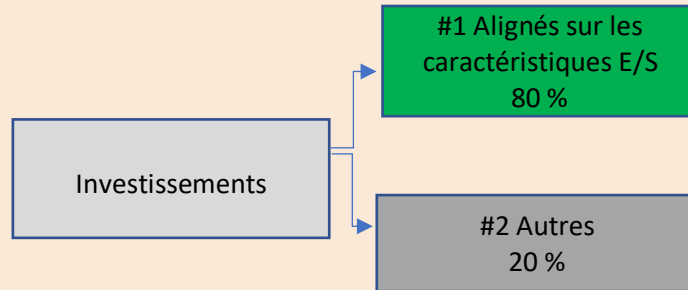 #1 Alignés sur les
caractéristiques E/S
80 %
Investissements
#2 Autres
20 %